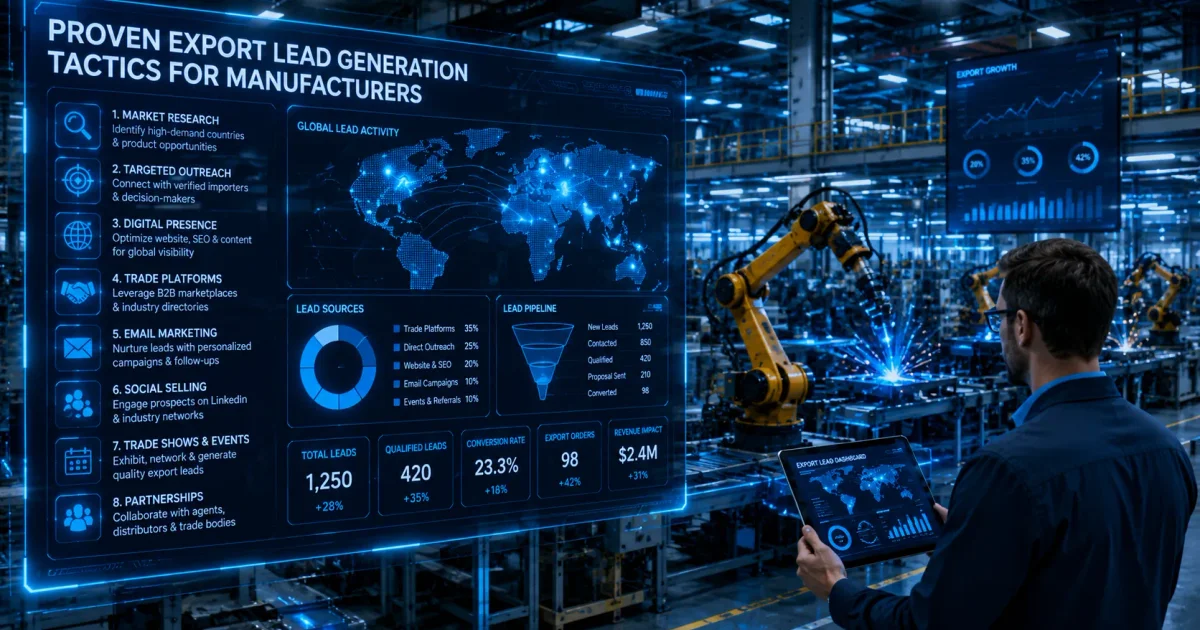 PROVEN EXPORT LEAD GENERATION
TACTICS FOR MANUFACTURERS
1. MARKET RESEARCH
Identify high-demand countries
& product opportunities
2. TARGETED OUTREACH
Connect with verified importers
& decision-makers
3. DIGITAL PRESENCE
Optimize website, SEO & content
for global visibility
4. TRADE PLATFORMS
Leverage B2B marketplaces
& industry directories
5. EMAIL MARKETING
Nurture leads with personalized
campaigns & follow-ups
6. SOCIAL SELLING
Engage prospects on LinkedIn
& industry networks
7. TRADE SHOWS & EVENTS
Exhibit, network & generate
quality export leads
8. PARTNERSHIPS
Collaborate with agents,
distributors & trade bodies
GLOBAL LEAD ACTIVITY
LEAD SOURCES
Trade Platforms 35%
Direct Outreach 25%
Website & SEO 20%
Email Campaigns 10%
Events & Referrals 10%
LEAD PIPELINE
New Leads 1,250
Contacted 850
Qualified 420
Proposal Sent 210
Converted 98
TOTAL LEADS
1,250
+28%
QUALIFIED LEADS
420
+35%
CONVERSION RATE
23.3%
+18%
EXPORT ORDERS
98
+42%
REVENUE IMPACT
$2.4M
+31%
EXPORT GROWTH
35%
42%
EXPORT LEAD DASHBOARD